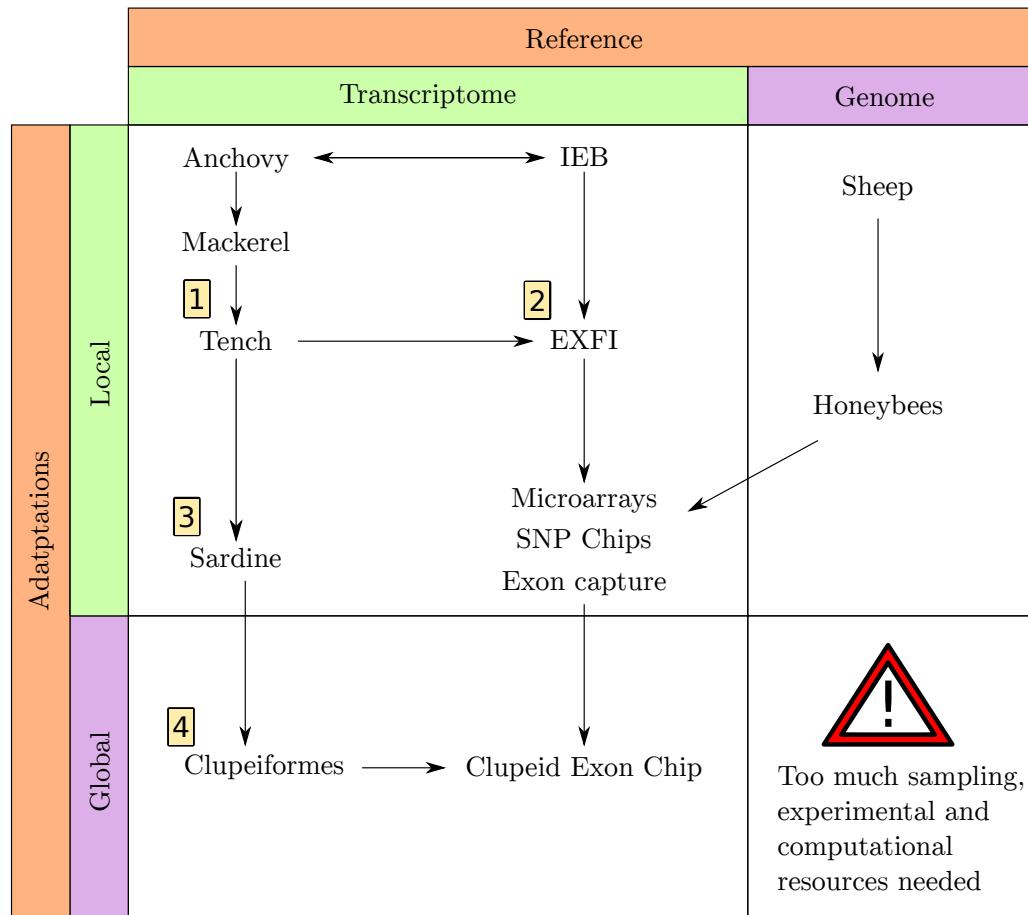 Reference
Transcriptome
Genome
Adatptations
Local
Anchovy
IEB
Sheep
Mackerel
1
2
Tench
EXFI
Honeybees
Microarrays
3
SNP Chips
Sardine
Exon capture
Global
4
Clupeiformes
Clupeid Exon Chip
!
Too much sampling,
experimental and
computational
resources needed